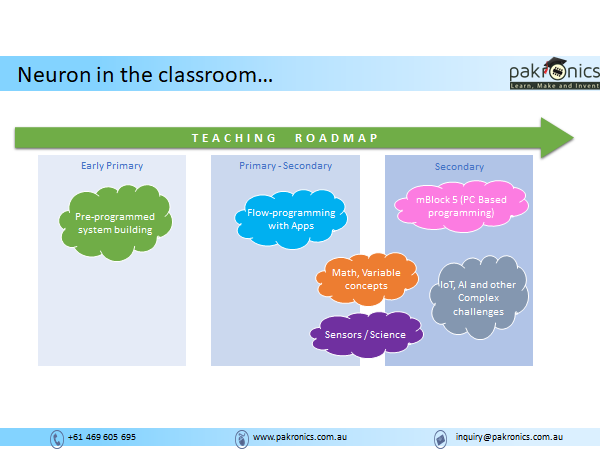 Neuron in the classroom...
pakronics
Learn, Make and Invent
TEACHING ROADMAP
Early Primary
Primary - Secondary
Secondary
Pre-programmed
system building
Flow-programming
with Apps
mBlock 5 (PC Based
programming)
Math, Variable
concepts
IoT, AI and other
Complex
challenges
Sensors / Science
+61 469 605 695
www.pakronics.com.au
inquiry@pakronics.com.au